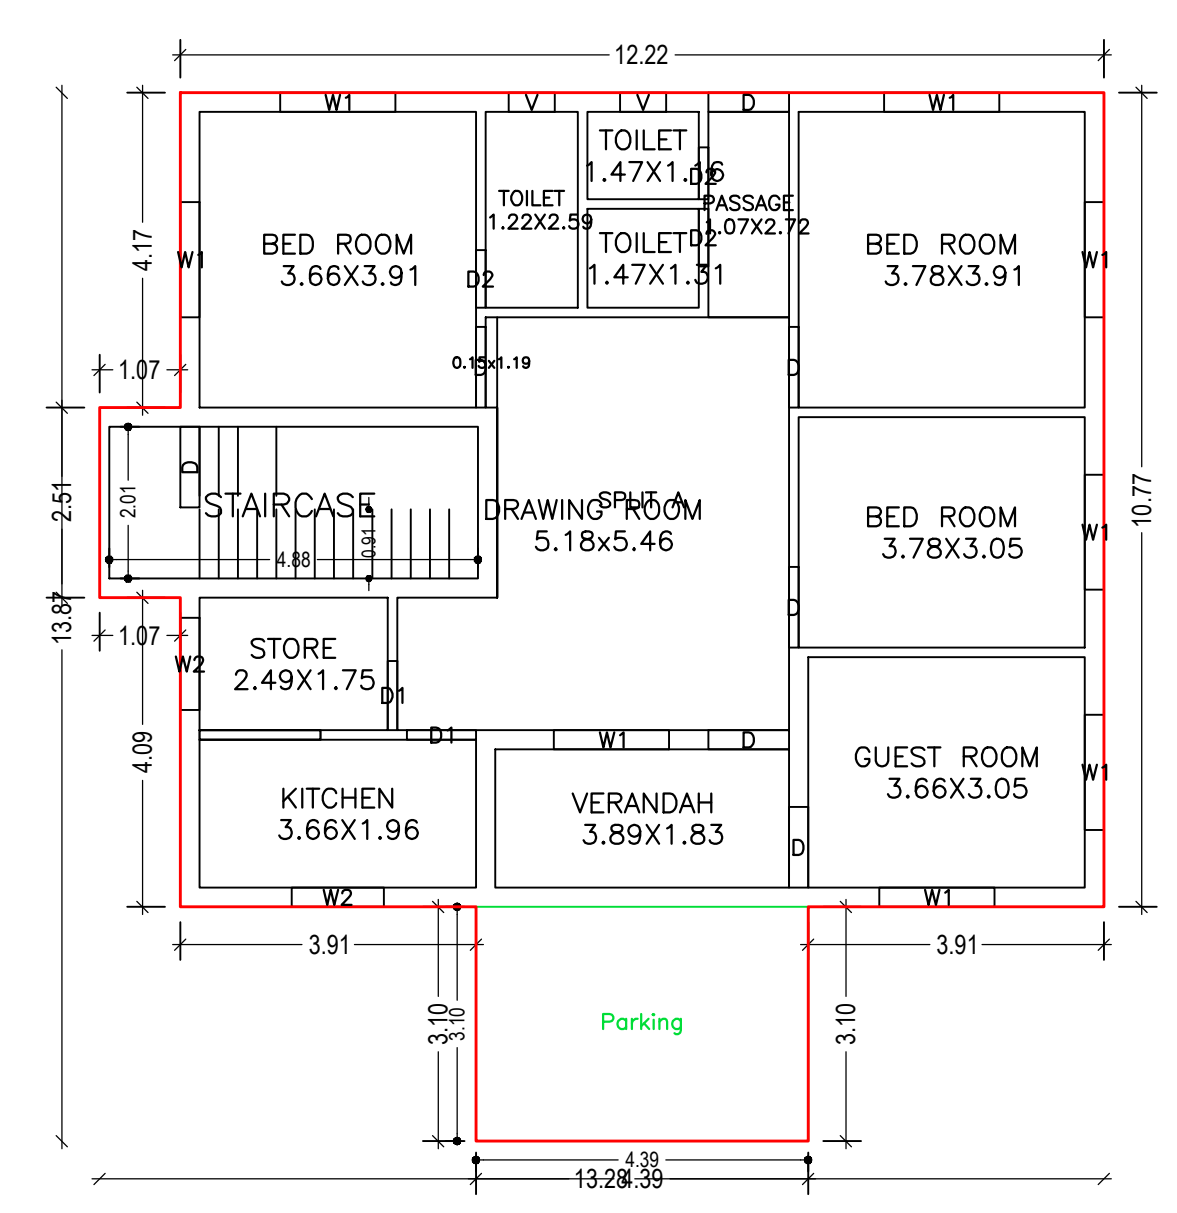 12.22
W1
V
V
D
W1
TOILET
1.47X1.16
D2
TOILET
1.22X2.59
PASSAGE
1.07X2.72
4.17
W1
BED ROOM
3.66X3.91
D2
TOILET
1.47X1.31
D2
BED ROOM
3.78X3.91
W1
1.07
0.15x1.19
D
D
2.51
2.01
D
STAIRCASE
0.91
4.88
SPLIT A
DRAWING ROOM
5.18x5.46
BED ROOM
3.78X3.05
W1
10.77
D
13.87
1.07
W2
STORE
2.49X1.75
D1
D1
W1
D
4.09
KITCHEN
3.66X1.96
VERANDAH
3.89X1.83
D
GUEST ROOM
3.66X3.05
W1
W2
W1
3.91
3.91
3.10
3.10
Parking
3.10
4.39
13.28
4.39